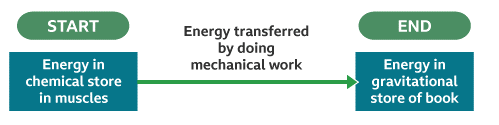 START
Energy in
chemical store
in muscles
Energy transferred
by doing
mechanical work
END
Energy in
gravitational
store of book